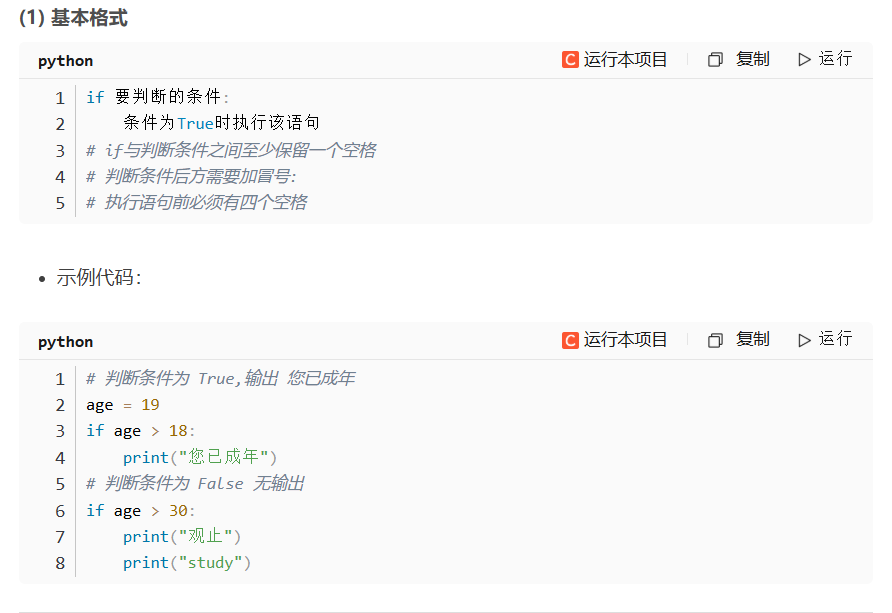 (1) 基本格式
python
C 运行本项目 复制 运行
1 if 要判断的条件:
2     条件为True时执行该语句
3 # if与判断条件之间至少保留一个空格
4 # 判断条件后方需要加冒号:
5 # 执行语句前必须有四个空格
• 示例代码：
python
C 运行本项目 复制 运行
1 # 判断条件为 True,输出 您已成年
2 age = 19
3 if age > 18:
4     print("您已成年")
5 # 判断条件为 False 无输出
6 if age > 30:
7     print("观止")
8     print("study")